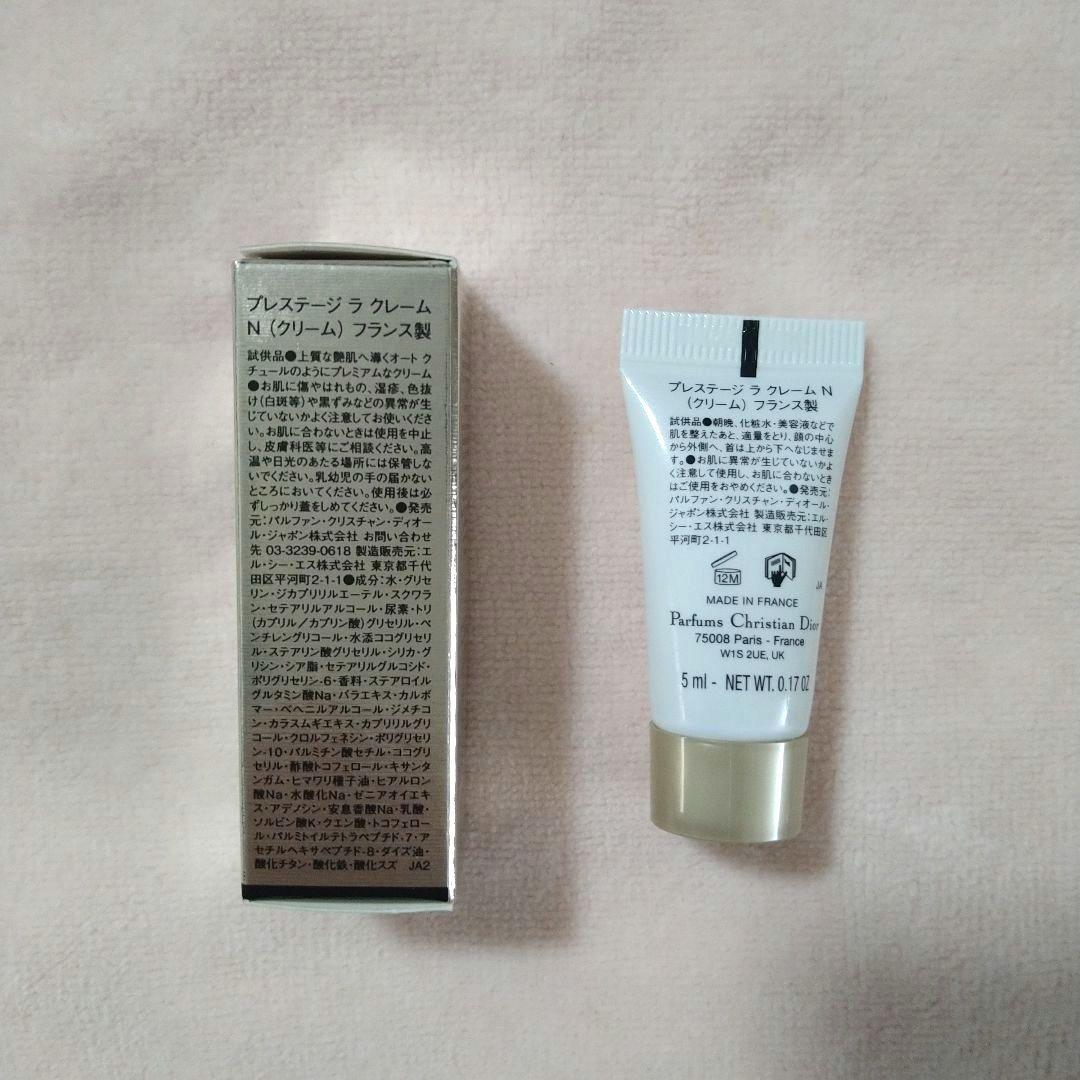 プレステージ ラ クレーム
N（クリーム）フランス製
試供品●上質な艶肌へ導くオート ク
チュールのようにプレミアムなクリーム
●お肌に傷やはれもの、湿疹、色抜
け(白斑等)や黒ずみなどの異常が生
じていないかよく注意してお使いくださ
い。お肌に合わないときは使用を中止
し、皮膚科医等にご相談ください。高
温や日光のあたる場所には保管しな
いでください。乳幼児の手の届かない
ところにおいてください。使用後は必
ずしっかり蓋をしめてください。●発売
元：パルファン・クリスチャン・ディオー
ル・ジャポン株式会社 お問い合わせ
先 03-3239-0618 製造販売元：エ
ル・シー・エス株式会社 東京都千代
田区平河町2-1-1●成分：水・グリセ
リン・ジカプリリルエーテル・スクワラ
ン・セテアリルアルコール・尿素・トリ
(カプリル／カプリン酸)グリセリル・ペ
ンチレングリコール・水添ココグリセリ
ル・ステアリン酸グリセリル・シリカ・グ
リシン・シア脂・セテアリルグルコシド・
ポリグリセリン-6・香料・ステアロイル
グルタミン酸Na・バラエキス・カルボ
マー・ベヘニルアルコール・ジメチコ
ン・カラスムギエキス・カプリリルグリ
コール・クロルフェネシン・ポリグリセリ
ン-10・パルミチン酸セチル・ココグリ
セリル・酢酸トコフェロール・キサンタ
ンガム・ヒマワリ種子油・ヒアルロン
酸Na・水酸化Na・ゼニアオイエキ
ス・アデノシン・安息香酸Na・乳酸・
ソルビン酸K・クエン酸・トコフェロ
ール・パルミトイルテトラペプチド-7・ア
セチルヘキサペプチド-8・ダイズ油・
酸化チタン・酸化鉄・酸化スズ JA2
プレステージ ラ クレーム N
（クリーム）フランス製
試供品●朝晩、化粧水・美容液などで
肌を整えたあと、適量をとり、顔の中心
から外側へ、首は上から下へなじませま
す。●お肌に異常が生じていないかよ
く注意して使用し、お肌に合わないとき
はご使用をおやめください。●発売元：
パルファン・クリスチャン・ディオール・
ジャポン株式会社 製造販売元：エル・
シー・エス株式会社 東京都千代田区
平河町2-1-1
12M
JA
MADE IN FRANCE
Parfums Christian Dior
75008 Paris - France
W1S 2UE, UK
5 ml - NET WT. 0.17 OZ